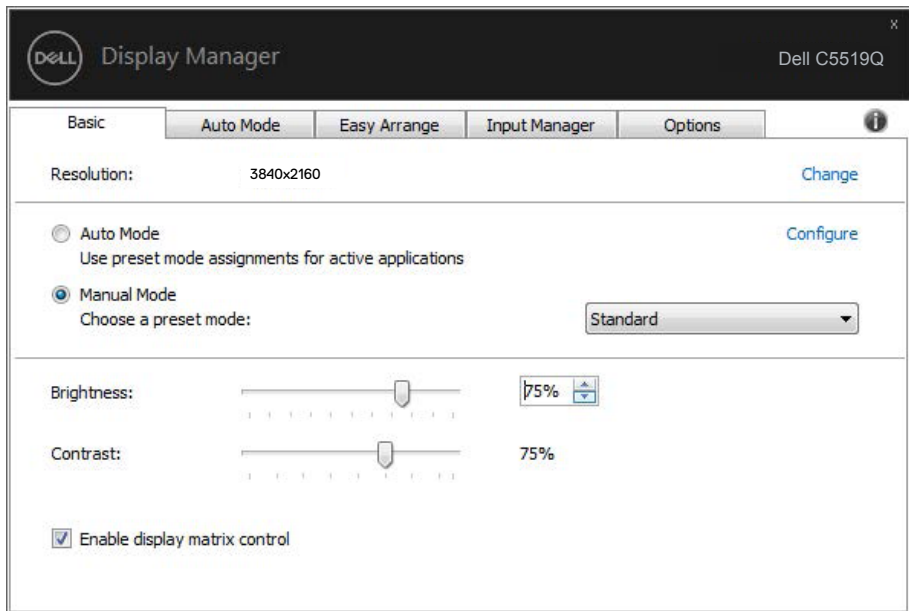 x
DELL Display Manager Dell C5519Q
Basic Auto Mode Easy Arrange Input Manager Options i
Resolution: 3840x2160 Change
Auto Mode Configure
Use preset mode assignments for active applications
Manual Mode
Choose a preset mode: Standard
Brightness: 75%
Contrast: 75%
Enable display matrix control